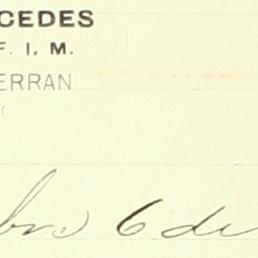 CEDES
F. I. M.
ERRAN
bre 6 de